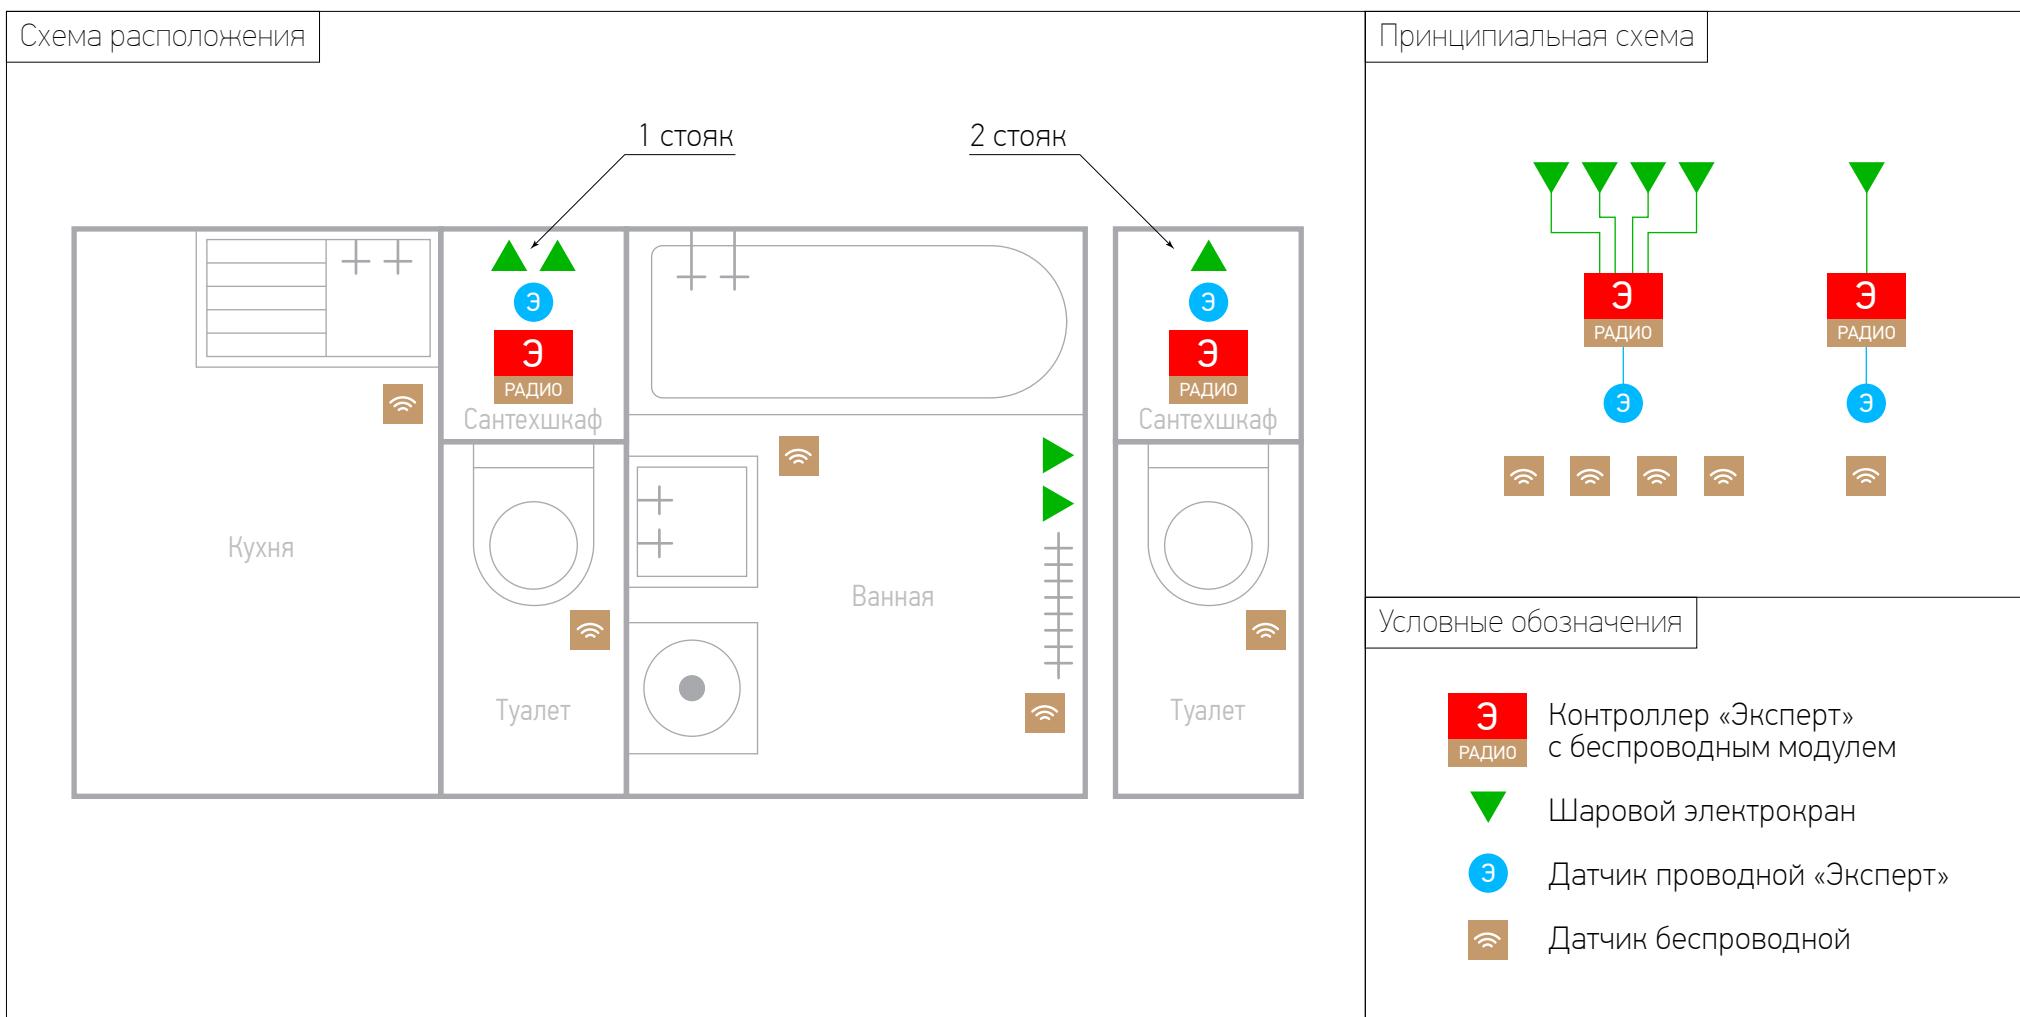 Схема расположения
1 стояк
2 стояк
Э
Э
Э
РАДИО
Э
РАДИО
Сантехшкаф
Сантехшкаф
Кухня
Ванная
Туалет
Туалет
Принципиальная схема
Э
РАДИО
Э
РАДИО
Э
Э
Условные обозначения
Э
РАДИО
Контроллер «Эксперт»
с беспроводным модулем
Шаровой электрокран
Э
Датчик проводной «Эксперт»
Датчик беспроводной